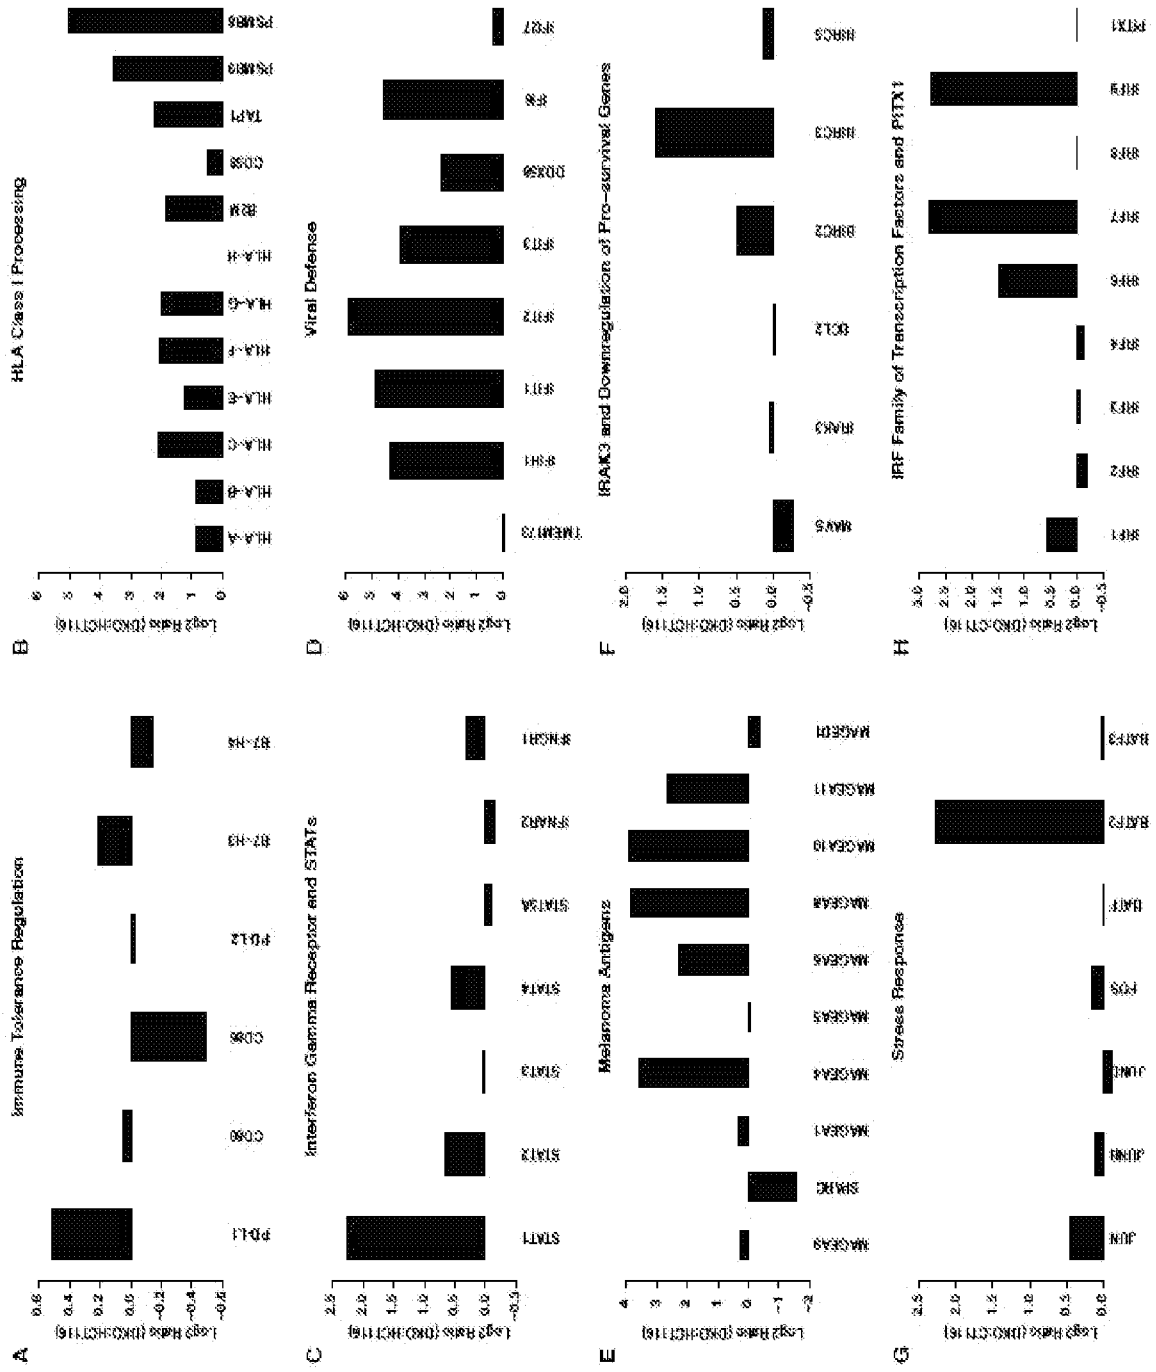 A
Immune Tolerance Regulation
Log2 Ratio (DKO:HCT116)
0.6
0.4
0.2
0.0
-0.2
-0.4
-0.6
PD-L1
CD80
CD86
PD-L2
B7-H3
B7-H4
B
HLA Class I Processing
Log2 Ratio (DKO:HCT116)
6
5
4
3
2
1
0
HLA-A
HLA-B
HLA-C
HLA-E
HLA-F
HLA-G
HLA-H
B2M
TAP1
C
Interferon Gamma Receptor and STATs
Log2 Ratio (DKO:HCT116)
2.5
2.0
1.5
1.0
0.5
0.0
-0.5
STAT1
STAT2
STAT3
STAT4
STAT5A
IFNAR2
IFNGR1
D
Viral Defense
Log2 Ratio (DKO:HCT116)
6
5
4
3
2
1
0
TMEM173
IFIH1
IFIT1
IFIT2
IFIT3
IFI6
IFI27
E
Melanoma Antigens
Log2 Ratio (DKO:HCT116)
4
3
2
1
0
-1
-2
SPARC
MAGEA1
MAGEA4
MAGEA5
MAGEA6
MAGEA8
MAGEA10
MAGEA11
MAGED1
F
IRAK3 and Downregulation of Pro-survival Genes
Log2 Ratio (DKO:HCT116)
2.0
1.5
1.0
0.5
0.0
-0.5
MAVS
IRAK3
BCL2
BIRC2
BIRC3
BIRC5
G
Stress Response
Log2 Ratio (DKO:CT116)
2.5
2.0
1.5
1.0
0.5
0.0
JUN
JUNB
JUND
FOS
BATF
BATF2
BATF3
H
IRF Family of Transcription Factors and PITX1
Log2 Ratio (DKO:CT116)
3.0
2.5
2.0
1.5
1.0
0.5
0.0
-0.5
IRF1
IRF2
IRF3
IRF4
IRF6
IRF7
IRF8
IRF9
PITX1